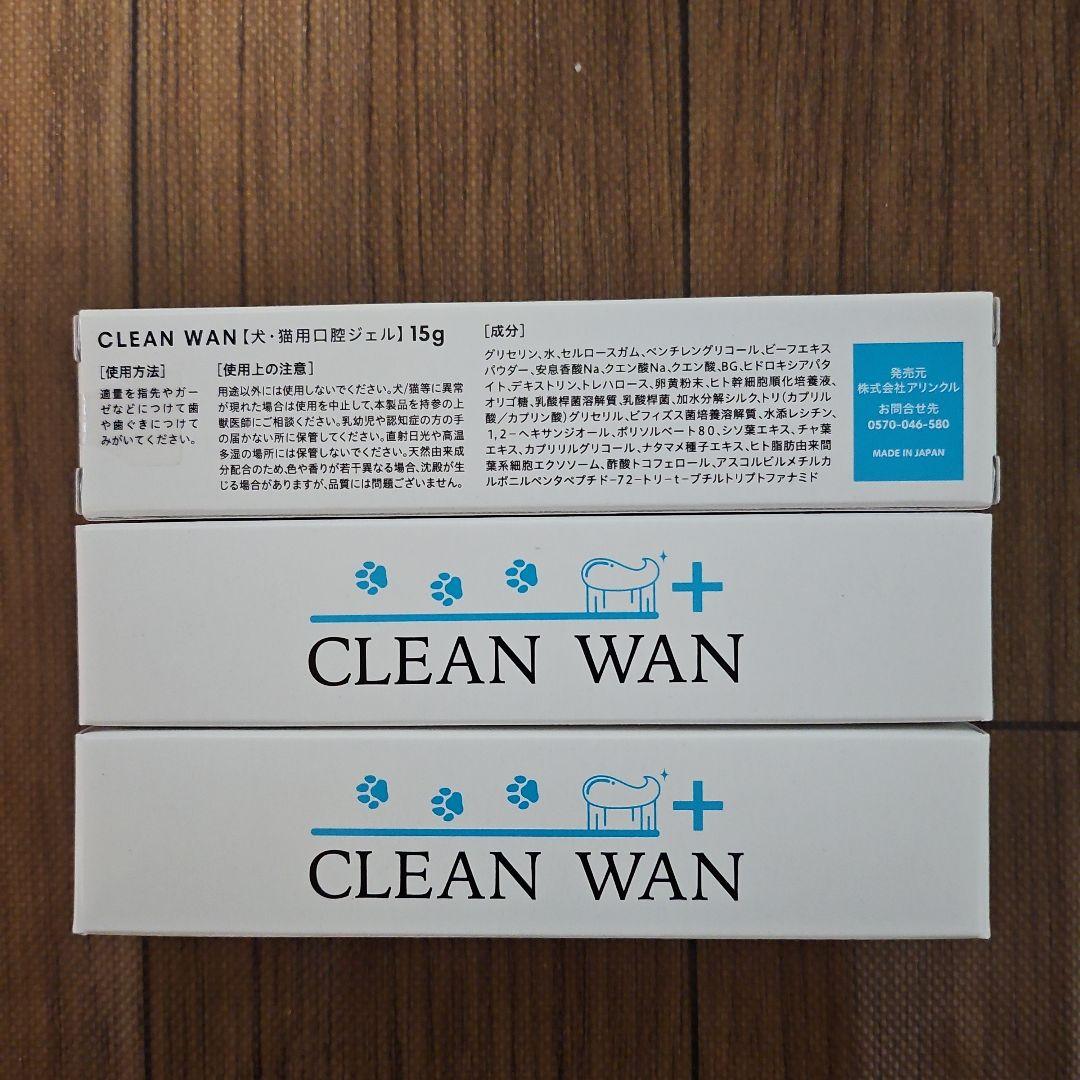 CLEAN WAN【犬・猫用口腔ジェル】15g
［使用方法］
適量を指先やガー
ゼなどにつけて歯
や歯ぐきにつけて
みがいてください。
［使用上の注意］
用途以外には使用しないでください。犬/猫等に異常
が現れた場合は使用を中止して、本製品を持参の上
獣医師にご相談ください。乳幼児や認知症の方の手
の届かない所に保管してください。直射日光や高温
多湿の場所には保管しないでください。天然由来成
分配合のため、色や香りが若干異なる場合、沈殿が生
じる場合がありますが、品質には問題ございません。
［成分］
グリセリン、水、セルロースガム、ペンチレングリコール、ビーフエキス
パウダー、安息香酸Na、クエン酸Na、クエン酸、BG、ヒドロキシアパタ
イト、デキストリン、トレハロース、卵黄粉末、ヒト幹細胞順化培養液、
オリゴ糖、乳酸桿菌溶解質、乳酸桿菌、加水分解シルク、トリ（カプリル
酸／カプリン酸）グリセリル、ビフィズス菌培養溶解質、水添レシチン、
1,2－ヘキサンジオール、ポリソルベート80、シソ葉エキス、チャ葉
エキス、カプリリルグリコール、ナタマメ種子エキス、ヒト脂肪由来間
葉系細胞エクソソーム、酢酸トコフェロール、アスコルビルメチルカ
ルボニルペンタペプチド-72-トリ-t-ブチルトリプトファナミド
発売元
株式会社アリンクル
お問合せ先
0570-046-580
MADE IN JAPAN
CLEAN WAN
CLEAN WAN